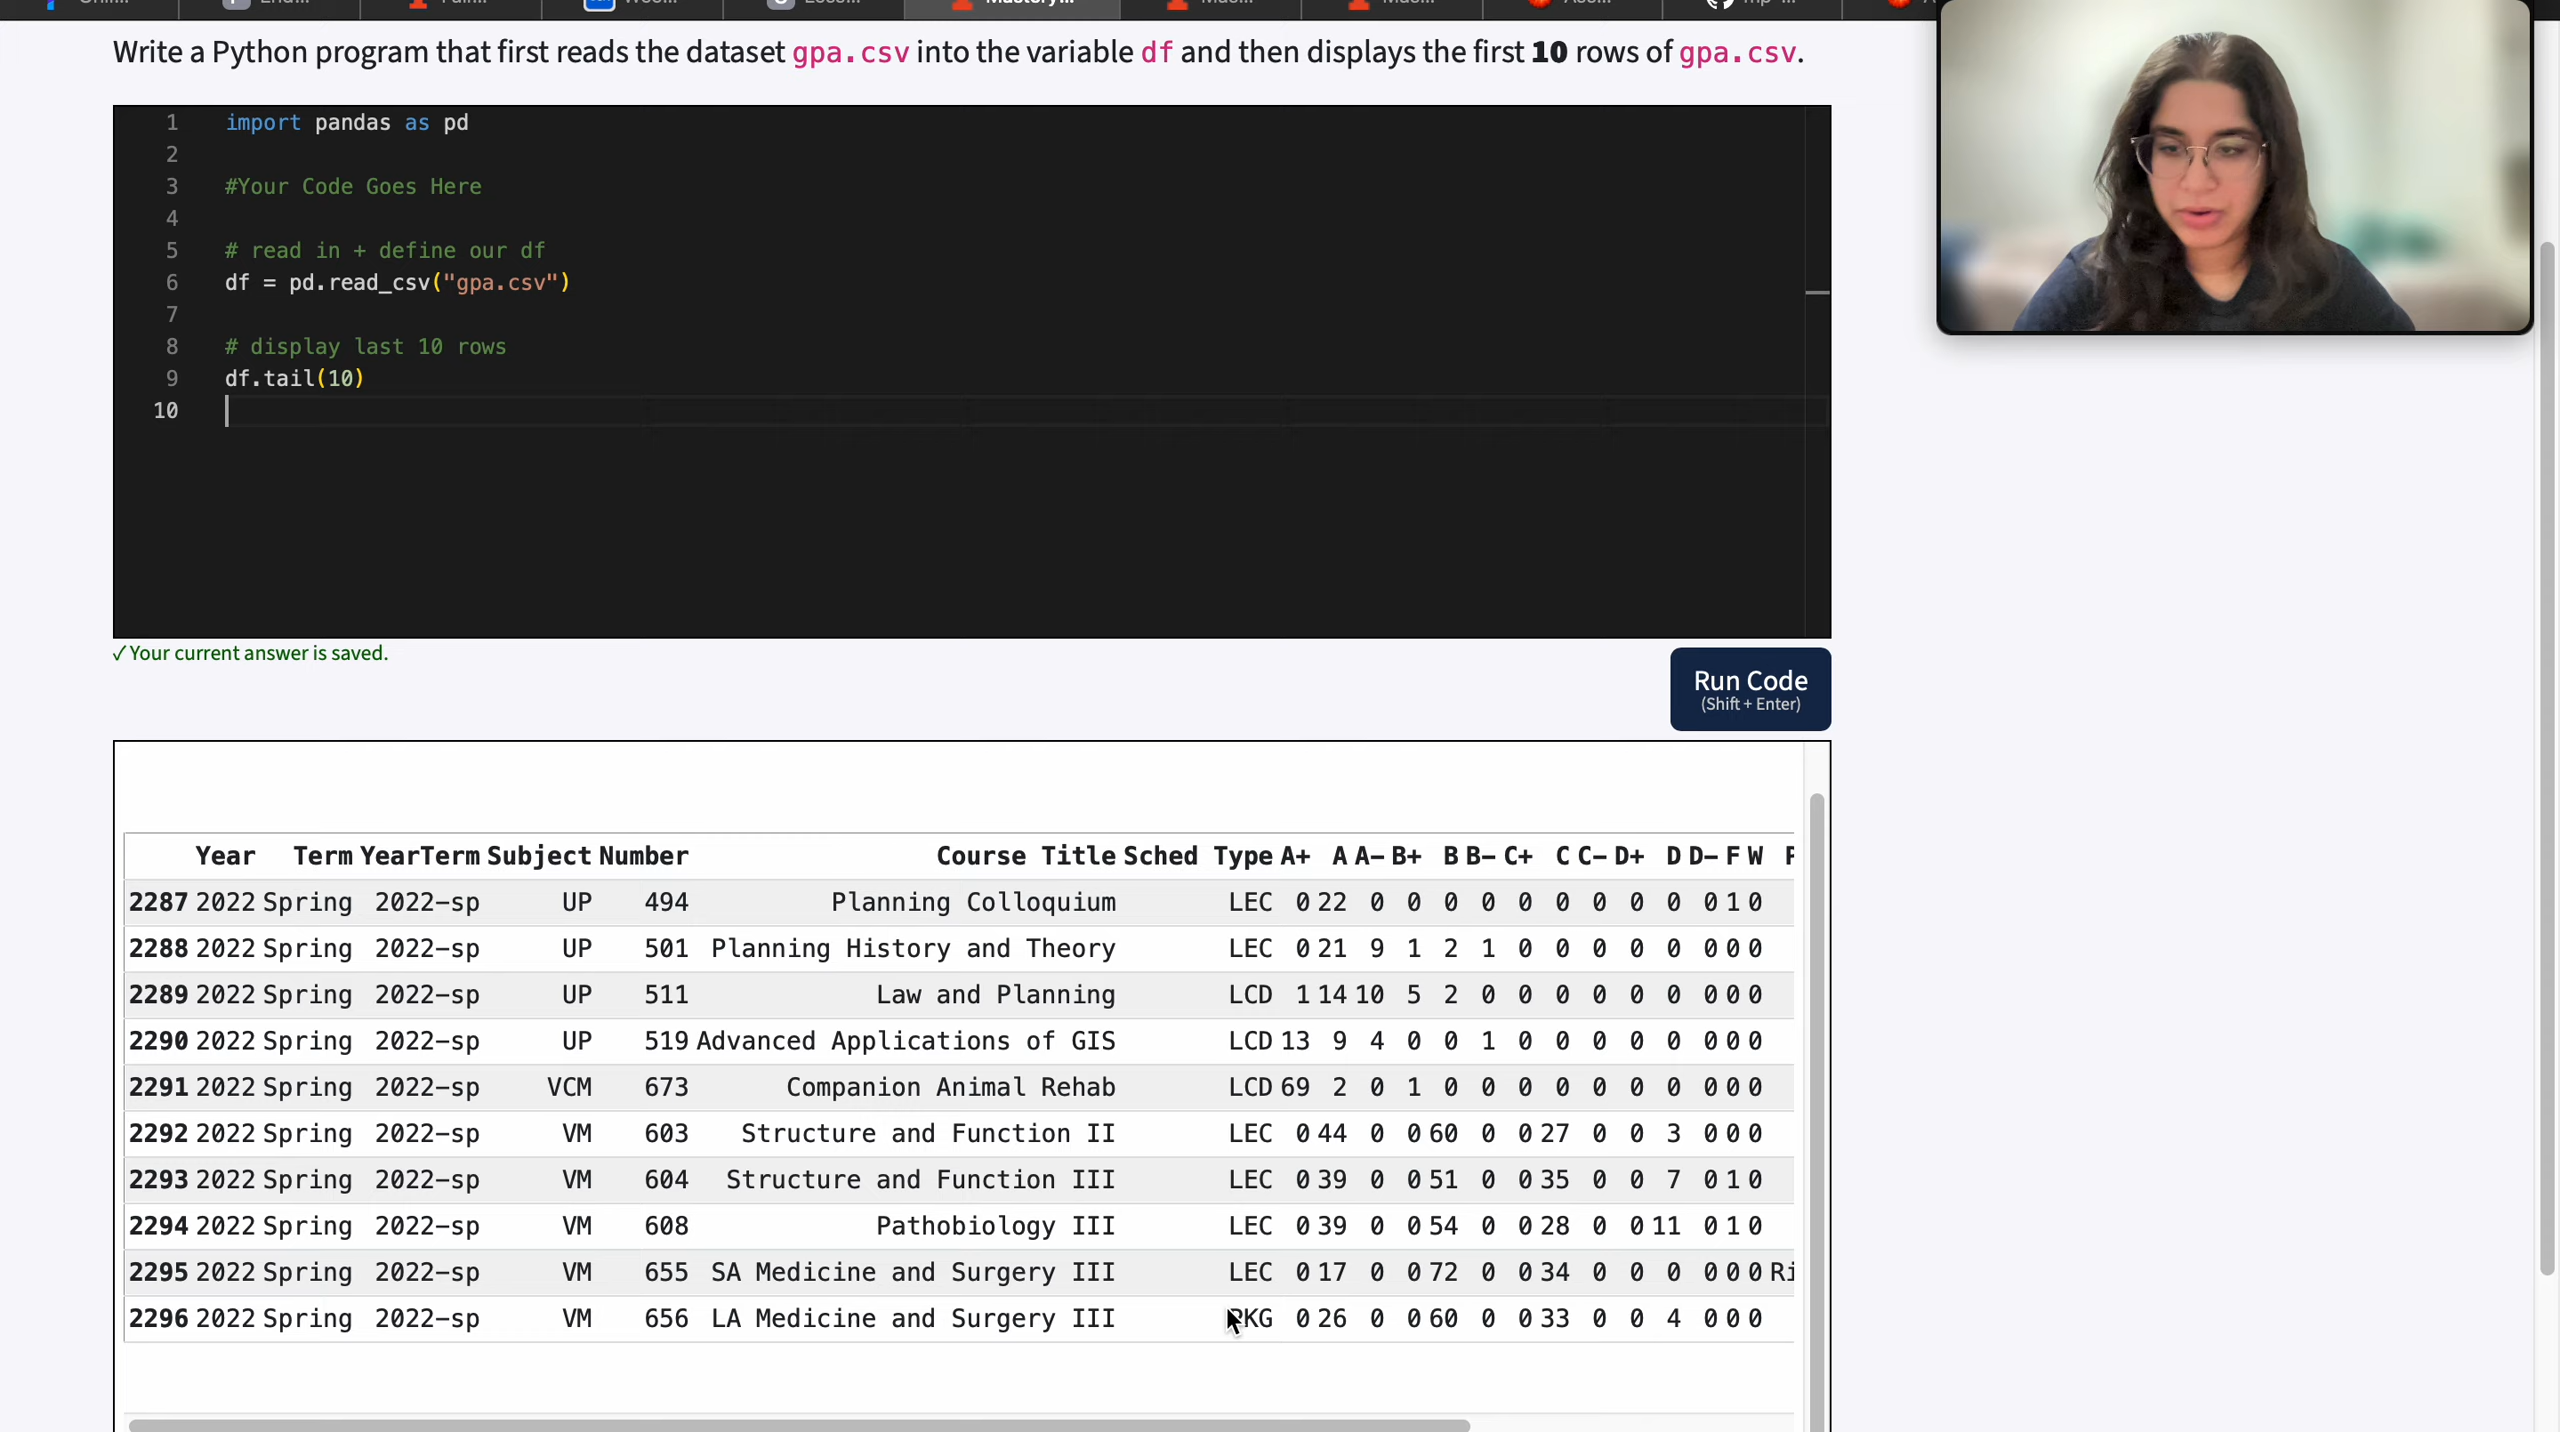 Write a Python program that first reads the dataset gpa.csv into the variable df and then displays the first 10 rows of gpa.csv.
1 import pandas as pd
2
3 #Your Code Goes Here
4
5 # read in + define our df
6 df = pd.read_csv("gpa.csv")
7
8 # display last 10 rows
9 df.tail(10)
10
✓ Your current answer is saved.
Run Code
(Shift + Enter)
Year Term YearTerm Subject Number Course Title Sched Type A+ A A- B+ B B- C+ C C- D+ D D- F W
2287 2022 Spring 2022-sp UP 494 Planning Colloquium LEC 0 22 0 0 0 0 0 0 0 0 0 0 1 0
2288 2022 Spring 2022-sp UP 501 Planning History and Theory LEC 0 21 9 1 2 1 0 0 0 0 0 0 0 0
2289 2022 Spring 2022-sp UP 511 Law and Planning LCD 1 14 10 5 2 0 0 0 0 0 0 0 0 0
2290 2022 Spring 2022-sp UP 519 Advanced Applications of GIS LCD 13 9 4 0 0 1 0 0 0 0 0 0 0 0
2291 2022 Spring 2022-sp VCM 673 Companion Animal Rehab LCD 69 2 0 1 0 0 0 0 0 0 0 0 0 0
2292 2022 Spring 2022-sp VM 603 Structure and Function II LEC 0 44 0 0 60 0 0 27 0 0 3 0 0 0
2293 2022 Spring 2022-sp VM 604 Structure and Function III LEC 0 39 0 0 51 0 0 35 0 0 7 0 1 0
2294 2022 Spring 2022-sp VM 608 Pathobiology III LEC 0 39 0 0 54 0 0 28 0 0 11 0 1 0
2295 2022 Spring 2022-sp VM 655 SA Medicine and Surgery III LEC 0 17 0 0 72 0 0 34 0 0 0 0 0 0 Ri
2296 2022 Spring 2022-sp VM 656 LA Medicine and Surgery III PKG 0 26 0 0 60 0 0 33 0 0 4 0 0 0